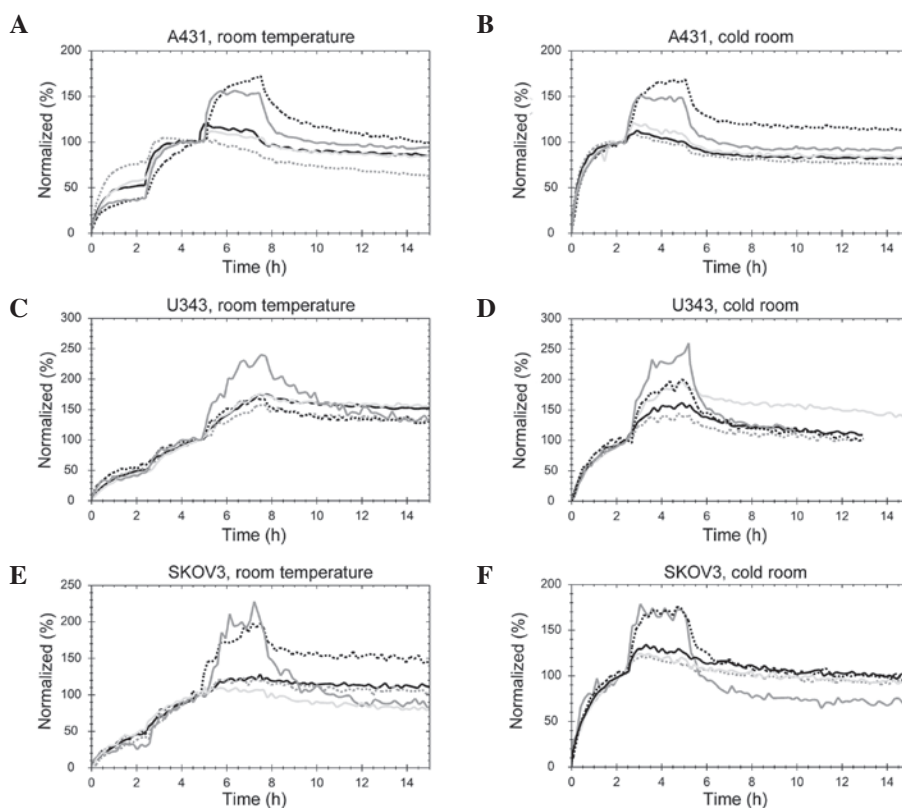 A
A431, room temperature
Normalized (%)
200
150
100
50
0
0 2 4 6 8 10 12 14
Time (h)
B
A431, cold room
Normalized (%)
200
150
100
50
0
0 2 4 6 8 10 12 14
Time (h)
C
U343, room temperature
Normalized (%)
300
250
200
150
100
50
0
0 2 4 6 8 10 12 14
Time (h)
D
U343, cold room
Normalized (%)
300
250
200
150
100
50
0
0 2 4 6 8 10 12 14
Time (h)
E
SKOV3, room temperature
Normalized (%)
250
200
150
100
50
0
0 2 4 6 8 10 12 14
Time (h)
F
SKOV3, cold room
Normalized (%)
200
150
100
50
0
0 2 4 6 8 10 12 14
Time (h)